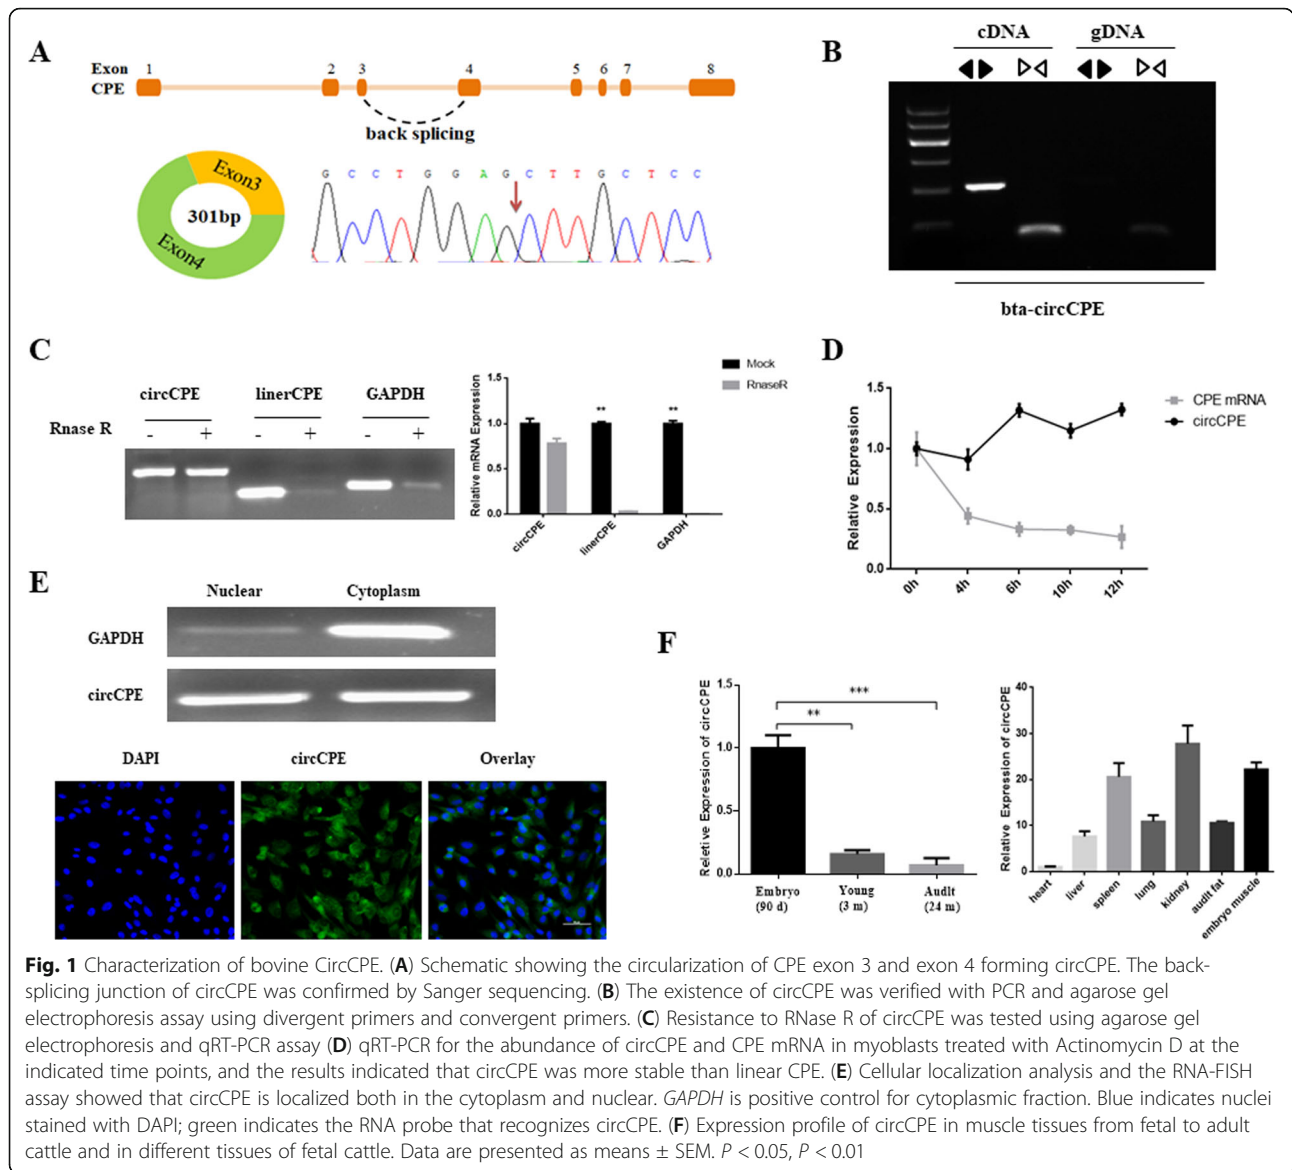 A
Exon 1 2 3 4 5 6 7 8
CPE
back splicing
Exon3
301bp
Exon4
G C C T G G A G C T T G C T C C
B
cDNA gDNA
bta-circCPE
C
circCPE linerCPE GAPDH
Rnase R - + - + - +
Mock
RnaseR
Relative mRNA Expression
1.5
1.0
0.5
0.0
** **
circCPE linerCPE GAPDH
D
Relative Expression
1.5
1.0
0.5
0.0
0h 4h 6h 10h 12h
CPE mRNA
circCPE
E
Nuclear Cytoplasm
GAPDH
circCPE
DAPI circCPE Overlay
F
Reletive Expression of circCPE
1.5
1.0
0.5
0.0
***
**
Embryo Young Audlt
(90 d) (3 m) (24 m)
Relative Expression of circCPE
40
30
20
10
0
heart liver spleen lung kidney audlt fat embryo muscle
Fig. 1 Characterization of bovine CircCPE. (A) Schematic showing the circularization of CPE exon 3 and exon 4 forming circCPE. The back-
splicing junction of circCPE was confirmed by Sanger sequencing. (B) The existence of circCPE was verified with PCR and agarose gel
electrophoresis assay using divergent primers and convergent primers. (C) Resistance to RNase R of circCPE was tested using agarose gel
electrophoresis and qRT-PCR assay (D) qRT-PCR for the abundance of circCPE and CPE mRNA in myoblasts treated with Actinomycin D at the
indicated time points, and the results indicated that circCPE was more stable than linear CPE. (E) Cellular localization analysis and the RNA-FISH
assay showed that circCPE is localized both in the cytoplasm and nuclear. GAPDH is positive control for cytoplasmic fraction. Blue indicates nuclei
stained with DAPI; green indicates the RNA probe that recognizes circCPE. (F) Expression profile of circCPE in muscle tissues from fetal to adult
cattle and in different tissues of fetal cattle. Data are presented as means ± SEM. P < 0.05, P < 0.01